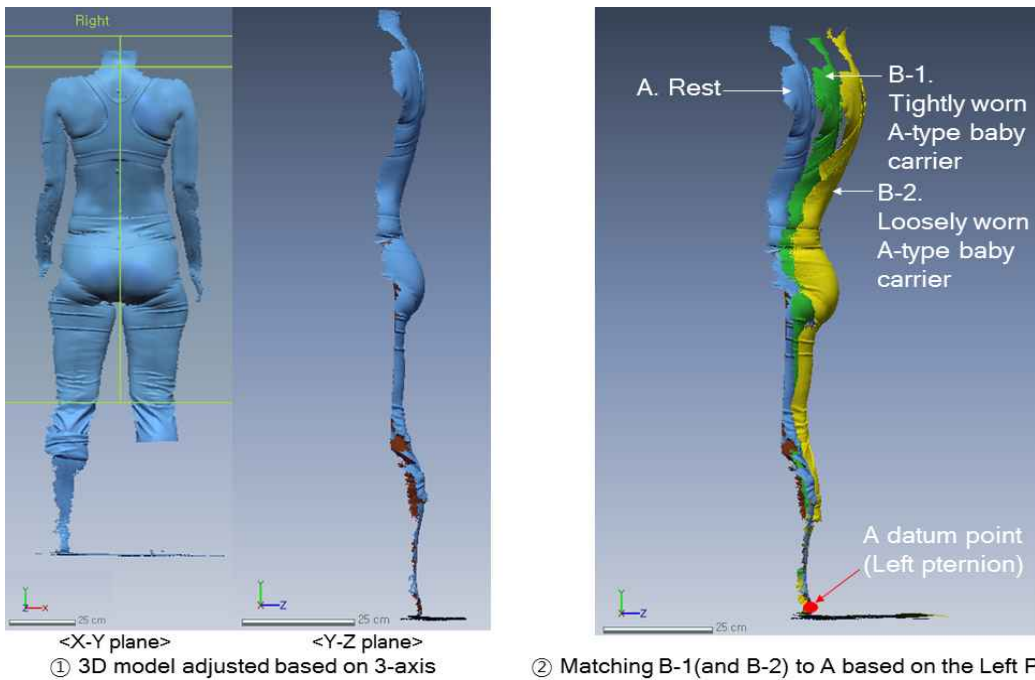 Right
Y
Z X
25 cm
Y
Z
25 cm
<X-Y plane>
<Y-Z plane>
① 3D model adjusted based on 3-axis
A. Rest
B-1.
Tightly worn
A-type baby
carrier
B-2.
Loosely worn
A-type baby
carrier
A datum point
(Left pternion)
Y
Z
25 cm
② Matching B-1(and B-2) to A based on the Left